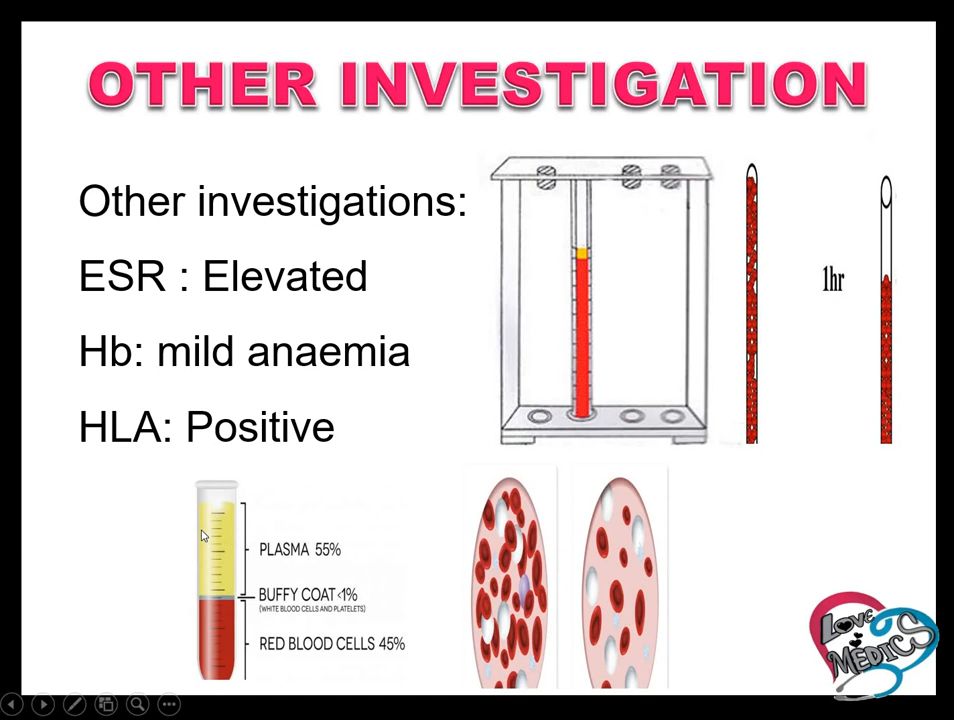 OTHER INVESTIGATION
Other investigations:
ESR : Elevated
Hb: mild anaemia
HLA: Positive
1hr
PLASMA 55%
BUFFY COAT<1%
(WHITE BLOOD CELLS AND PLATELETS)
RED BLOOD CELLS 45%
LOVE
MEDICS